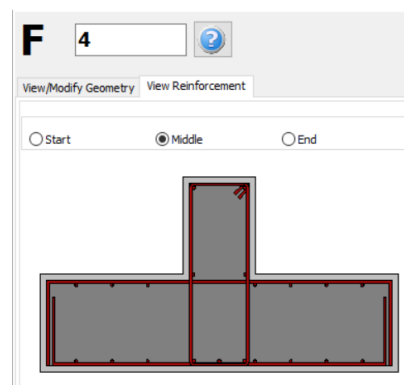 F 4 ?
View/Modify Geometry View Reinforcement
Start Middle End